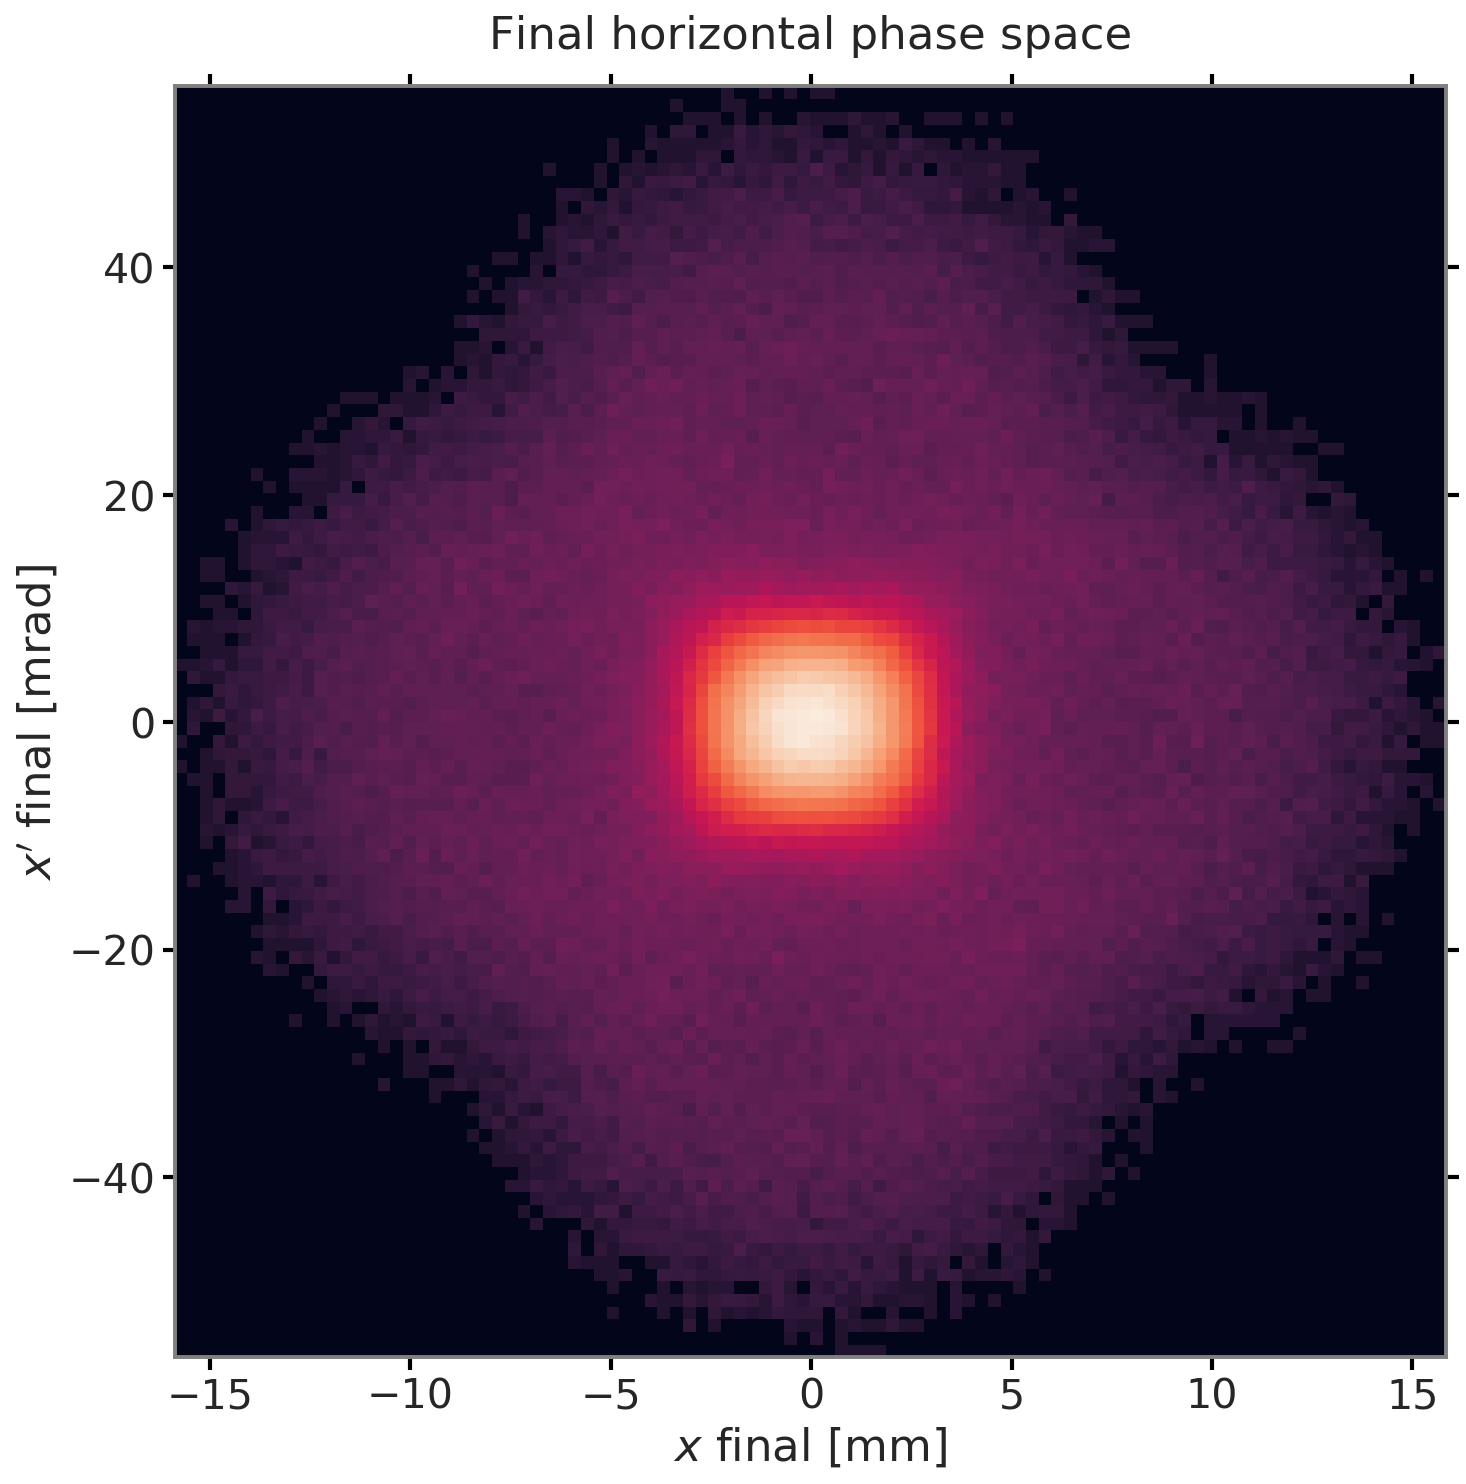 Final horizontal phase space
x′ final [mrad]
40
20
0
−20
−40
−15 −10 −5 0 5 10 15
x final [mm]